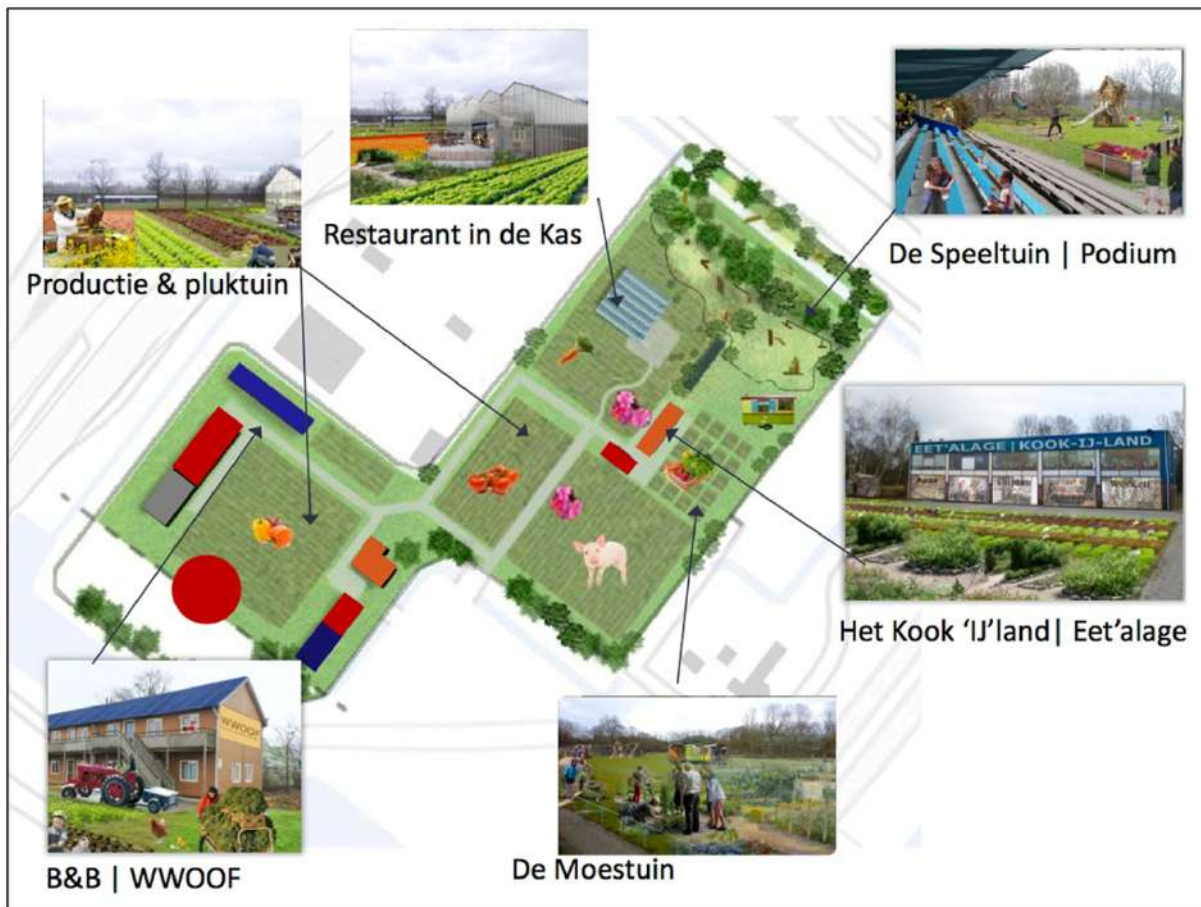 Restaurant in de Kas
De Speeltuin | Podium
Productie & pluktuin
EET'ALAGE | KOOK-IJ-LAND
Het Kook 'IJ'land| Eet'alage
WWOOF
De Moestuin
B&B | WWOOF